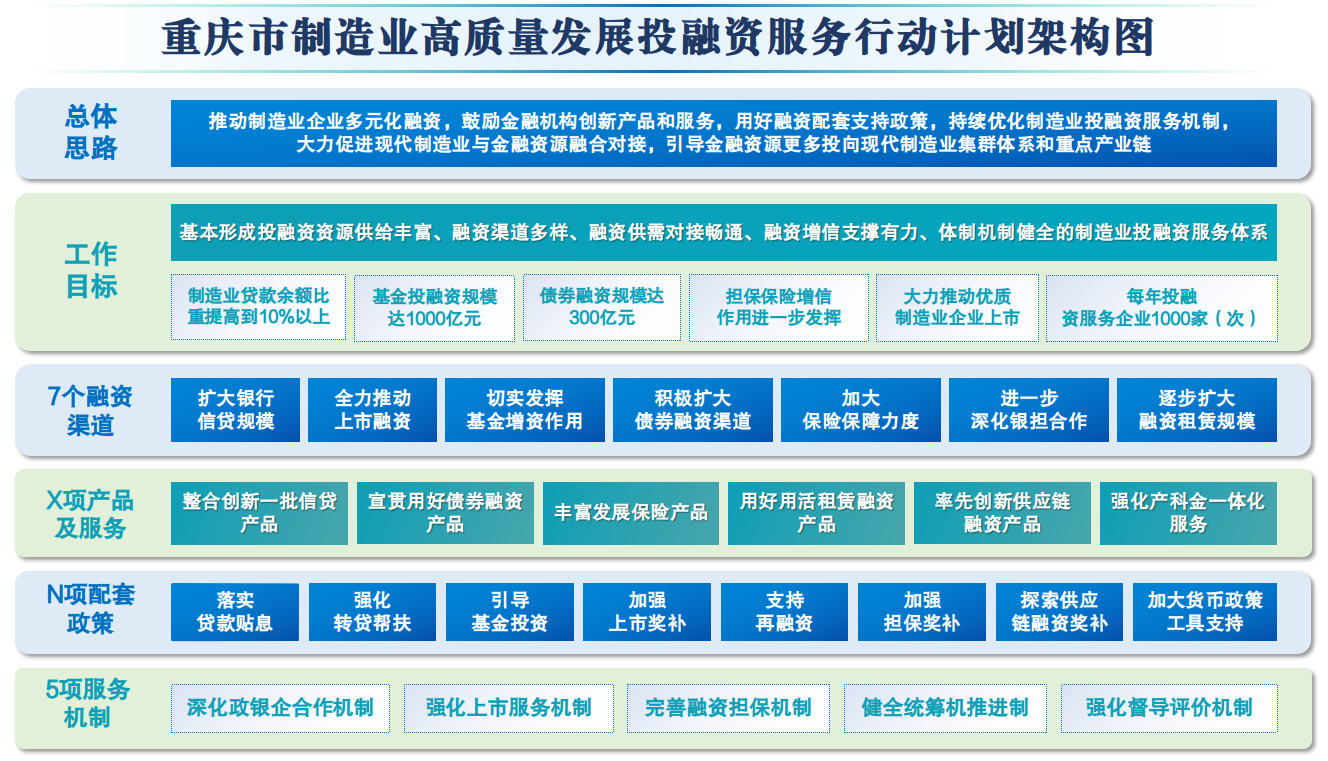 重庆市制造业高质量发展投融资服务行动计划架构图
总体
思路
推动制造业企业多元化融资，鼓励金融机构创新产品和服务，用好融资配套支持政策，持续优化制造业投融资服务机制，
大力促进现代制造业与金融资源融合对接，引导金融资源更多投向现代制造业集群体系和重点产业链
工作
目标
基本形成投融资资源供给丰富、融资渠道多样、融资供需对接畅通、融资增信支撑有力、体制机制健全的制造业投融资服务体系
制造业贷款余额比
重提高到10%以上
基金投融资规模
达1000亿元
债券融资规模达
300亿元
担保保险增信
作用进一步发挥
大力推动优质
制造业企业上市
每年投融
资服务企业1000家（次）
7个融资
渠道
扩大银行
信贷规模
全力推动
上市融资
切实发挥
基金增资作用
积极扩大
债券融资渠道
加大
保险保障力度
进一步
深化银担合作
逐步扩大
融资租赁规模
X项产品
及服务
整合创新一批信贷
产品
宣贯用好债券融资
产品
丰富发展保险产品
用好用活租赁融资
产品
率先创新供应链
融资产品
强化产科金一体化
服务
N项配套
政策
落实
贷款贴息
强化
转贷帮扶
引导
基金投资
加强
上市奖补
支持
再融资
加强
担保奖补
探索供应
链融资奖补
加大货币政策
工具支持
5项服务
机制
深化政银企合作机制
强化上市服务机制
完善融资担保机制
健全统筹机推进制
强化督导评价机制